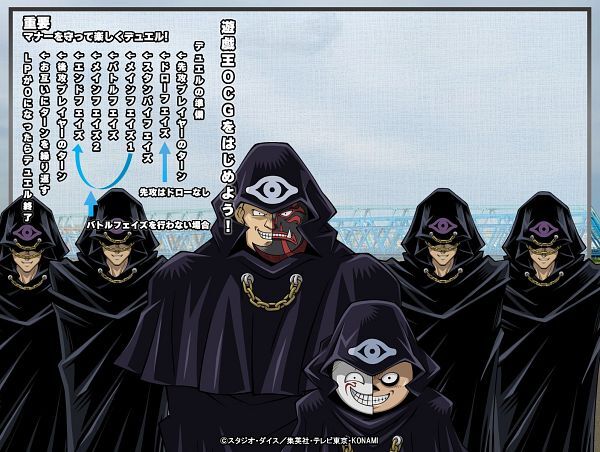 重要
マナーを守って楽しくデュエル!
遊戯王OCGをはじめよう!
デュエルの準備
←先攻プレイヤーのターン
←ドローフェイズ
←スタンバイフェイズ
←メインフェイズ1
←バトルフェイズ
←メインフェイズ2
←エンドフェイズ
←後攻プレイヤーのターン
←お互いにターンを繰り返す
LPが0になったらデュエル終了
先攻はドローなし
バトルフェイズを行わない場合
©スタジオ・ダイス/集英社・テレビ東京・KONAMI